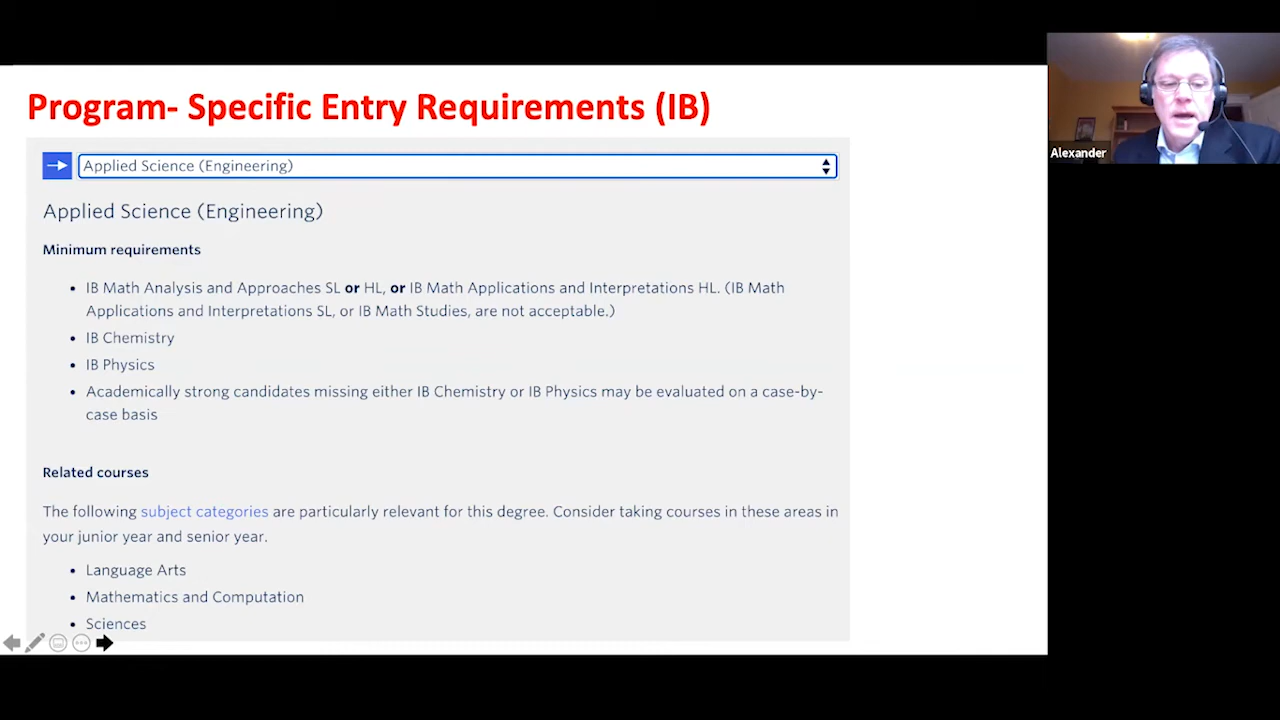 Program- Specific Entry Requirements (IB)
Applied Science (Engineering)
Applied Science (Engineering)
Minimum requirements
• IB Math Analysis and Approaches SL or HL, or IB Math Applications and Interpretations HL. (IB Math
Applications and Interpretations SL, or IB Math Studies, are not acceptable.)
• IB Chemistry
• IB Physics
• Academically strong candidates missing either IB Chemistry or IB Physics may be evaluated on a case-by-
case basis
Related courses
The following subject categories are particularly relevant for this degree. Consider taking courses in these areas in
your junior year and senior year.
• Language Arts
• Mathematics and Computation
• Sciences
Alexander